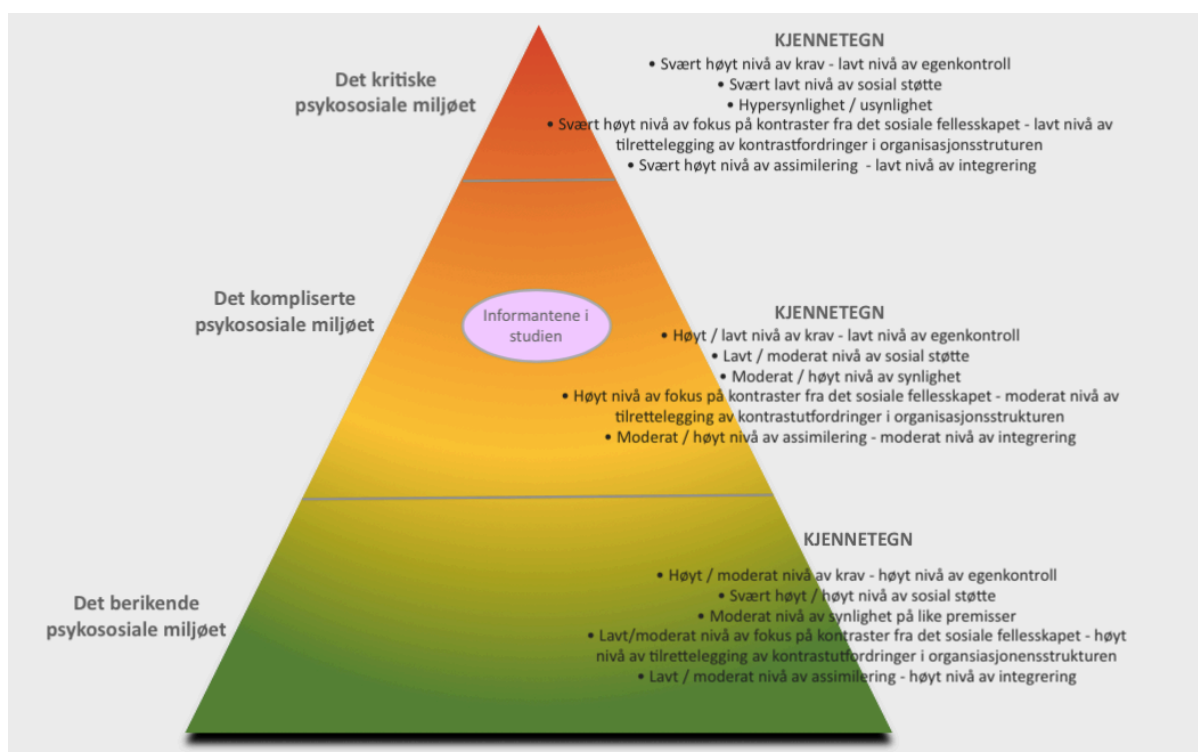 Det kritiske
psykososiale miljøet
KJENNETEGN
• Svært høyt nivå av krav - lavt nivå av egenkontroll
• Svært lavt nivå av sosial støtte
• Hypersynlighet / usynlighet
• Svært høyt nivå av fokus på kontraster fra det sosiale fellesskapet - lavt nivå av
tilrettelegging av kontrastfordringer i organisasjonsstruturen
• Svært høyt nivå av assimilering - lavt nivå av integrering
Det kompliserte
psykososiale miljøet
Informantene i
studien
KJENNETEGN
• Høyt / lavt nivå av krav - lavt nivå av egenkontroll
• Lavt / moderat nivå av sosial støtte
• Moderat / høyt nivå av synlighet
• Høyt nivå av fokus på kontraster fra det sosiale fellesskapet - moderat nivå av
tilrettelegging av kontrastutfordringer i organisasjonsstrukturen
• Moderat / høyt nivå av assimilering - moderat nivå av integrering
Det berikende
psykososiale miljøet
KJENNETEGN
• Høyt / moderat nivå av krav - høyt nivå av egenkontroll
• Svært høyt / høyt nivå av sosial støtte
• Moderat nivå av synlighet på like premisser
• Lavt/moderat nivå av fokus på kontraster fra det sosiale fellesskapet - høyt
nivå av tilrettelegging av kontrastutfordringer i organsiasjonensstrukturen
• Lavt / moderat nivå av assimilering - høyt nivå av integrering